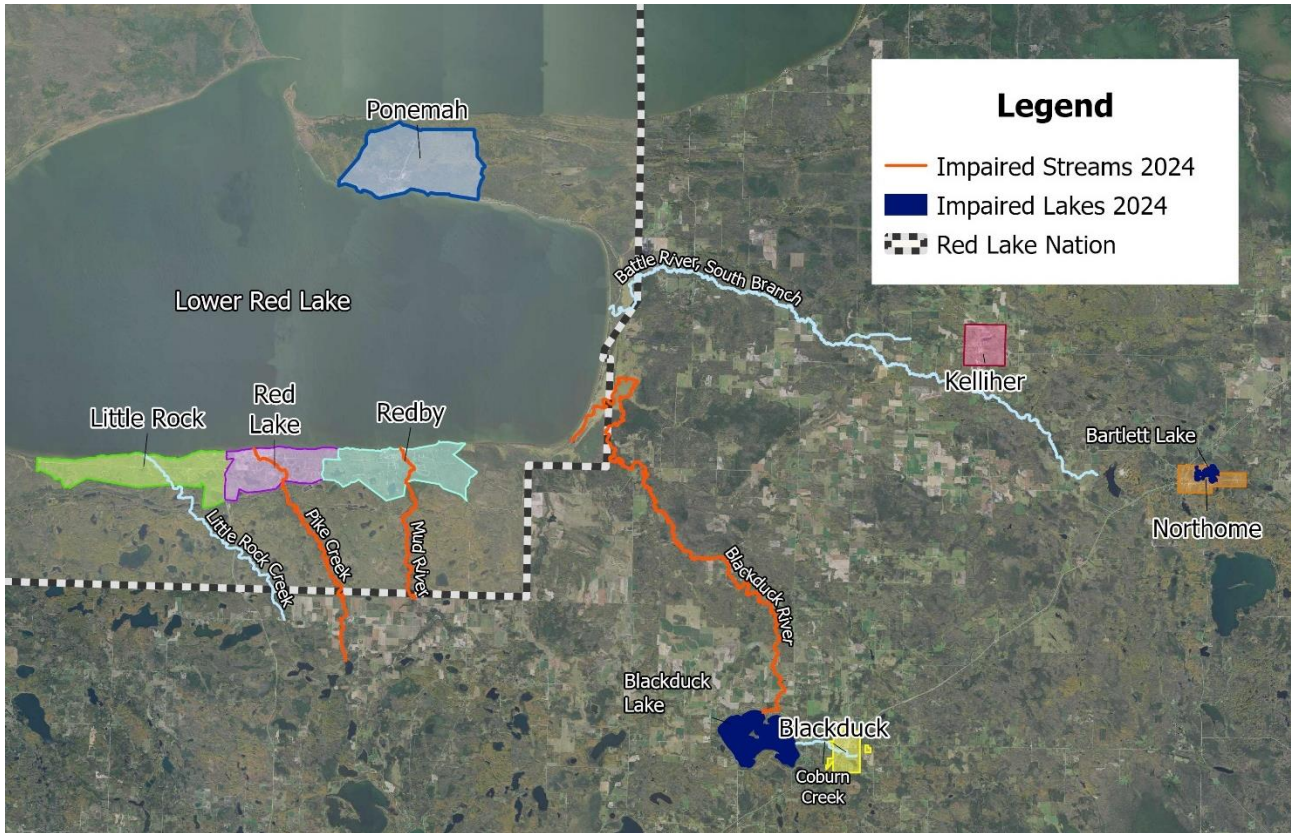 Ponemah
Legend
Impaired Streams 2024
Impaired Lakes 2024
Red Lake Nation
Battle River, South Branch
Lower Red Lake
Kelliher
Little Rock
Red
Lake
Redby
Bartlett Lake
Northome
Little Rock Creek
Pike Creek
Mud River
Blackduck River
Blackduck
Lake
Blackduck
Coburn
Creek